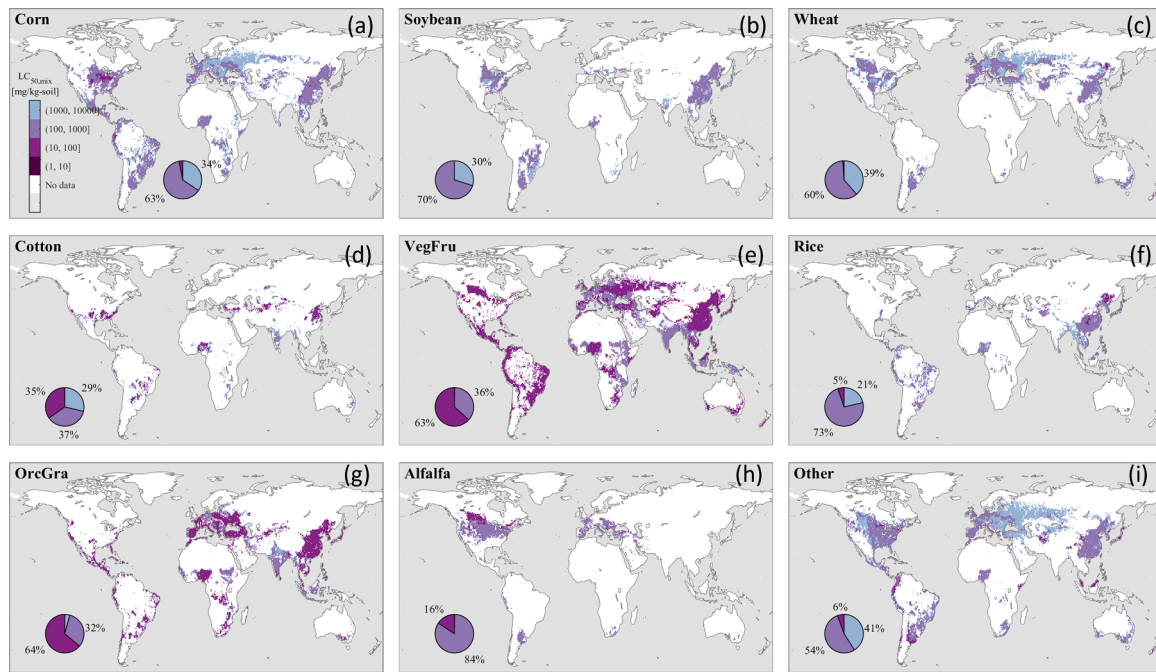 Corn
(a)
LC50,mix
[mg/kg-soil]
(1000, 10000]
(100, 1000]
(10, 100]
(1, 10]
No data
34%
63%
Soybean
(b)
30%
70%
Wheat
(c)
39%
60%
Cotton
(d)
35%
29%
37%
VegFru
(e)
36%
63%
Rice
(f)
5%
21%
73%
OrcGra
(g)
32%
64%
Alfalfa
(h)
16%
84%
Other
(i)
6%
41%
54%